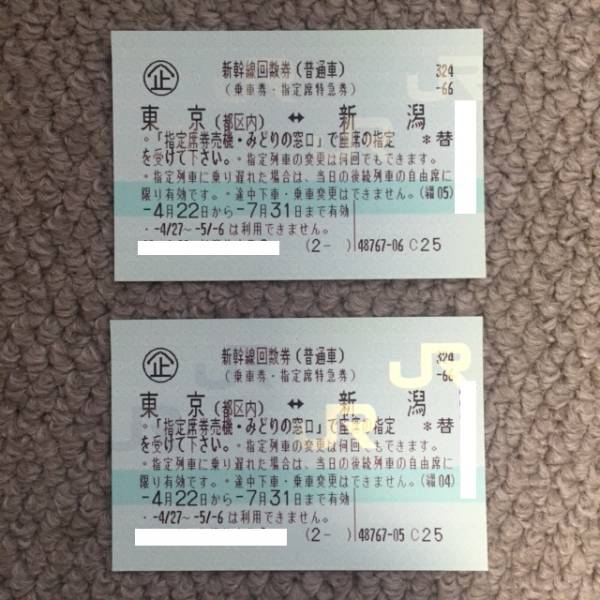 企 新幹線回数券(普通車) 324
(乗車券・指定席特急券) -66
東京(都区内) ↔ 新潟
・「指定席券売機・みどりの窓口」で座席の指定 *替
を受けて下さい。・指定列車の変更は何回でもできます。
・指定列車に乗り遅れた場合は、当日の後続列車の自由席に
限り有効です。・途中下車・乗車変更はできません。(繙05)
-4月22日から-7月31日まで有効
・-4/27~-5/-6は利用できません。
(2- ) 48767-06 C25
企 新幹線回数券(普通車) 324
(乗車券・指定席特急券) -66
JR
東京(都区内) ↔ 新潟
・「指定席券売機・みどりの窓口」で座席の指定 *替
を受けて下さい。・指定列車の変更は何回でもできます。
・指定列車に乗り遅れた場合は、当日の後続列車の自由席に
限り有効です。・途中下車・乗車変更はできません。(繙04)
-4月22日から-7月31日まで有効
・-4/27~-5/-6は利用できません。
(2- ) 48767-05 C25